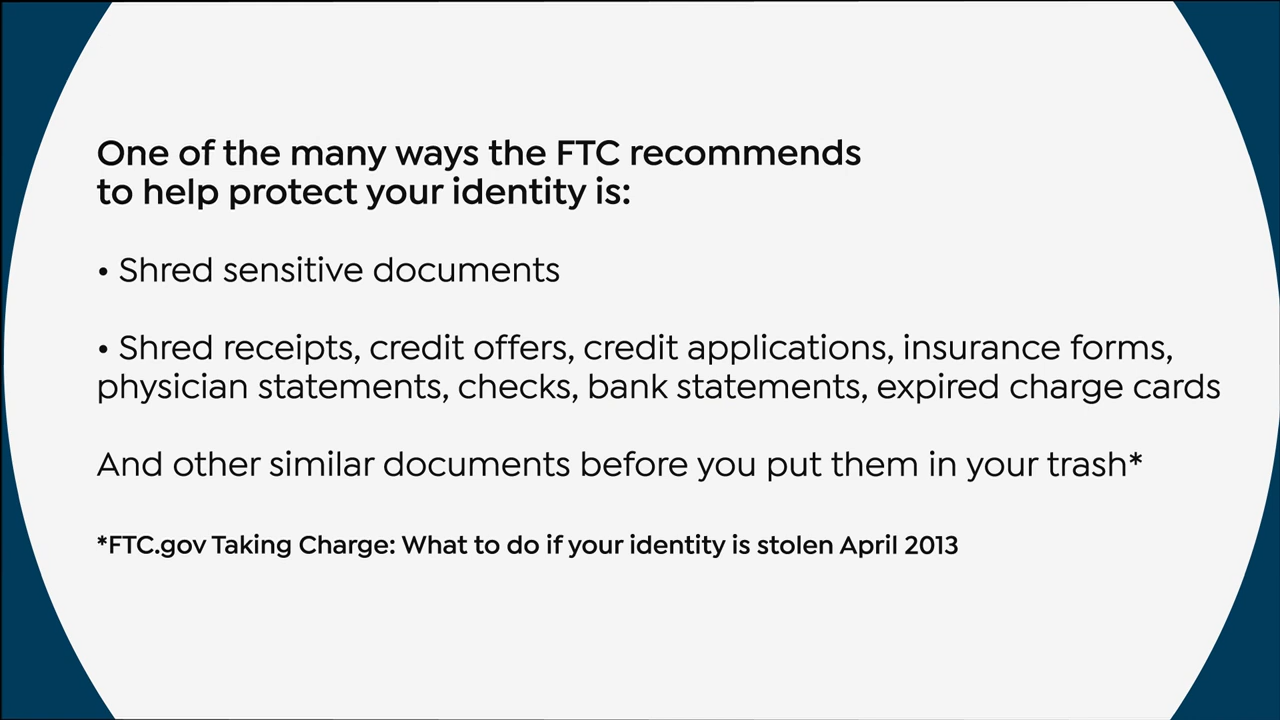 One of the many ways the FTC recommends
to help protect your identity is:
• Shred sensitive documents
• Shred receipts, credit offers, credit applications, insurance forms,
physician statements, checks, bank statements, expired charge cards
And other similar documents before you put them in your trash*
*FTC.gov Taking Charge: What to do if your identity is stolen April 2013